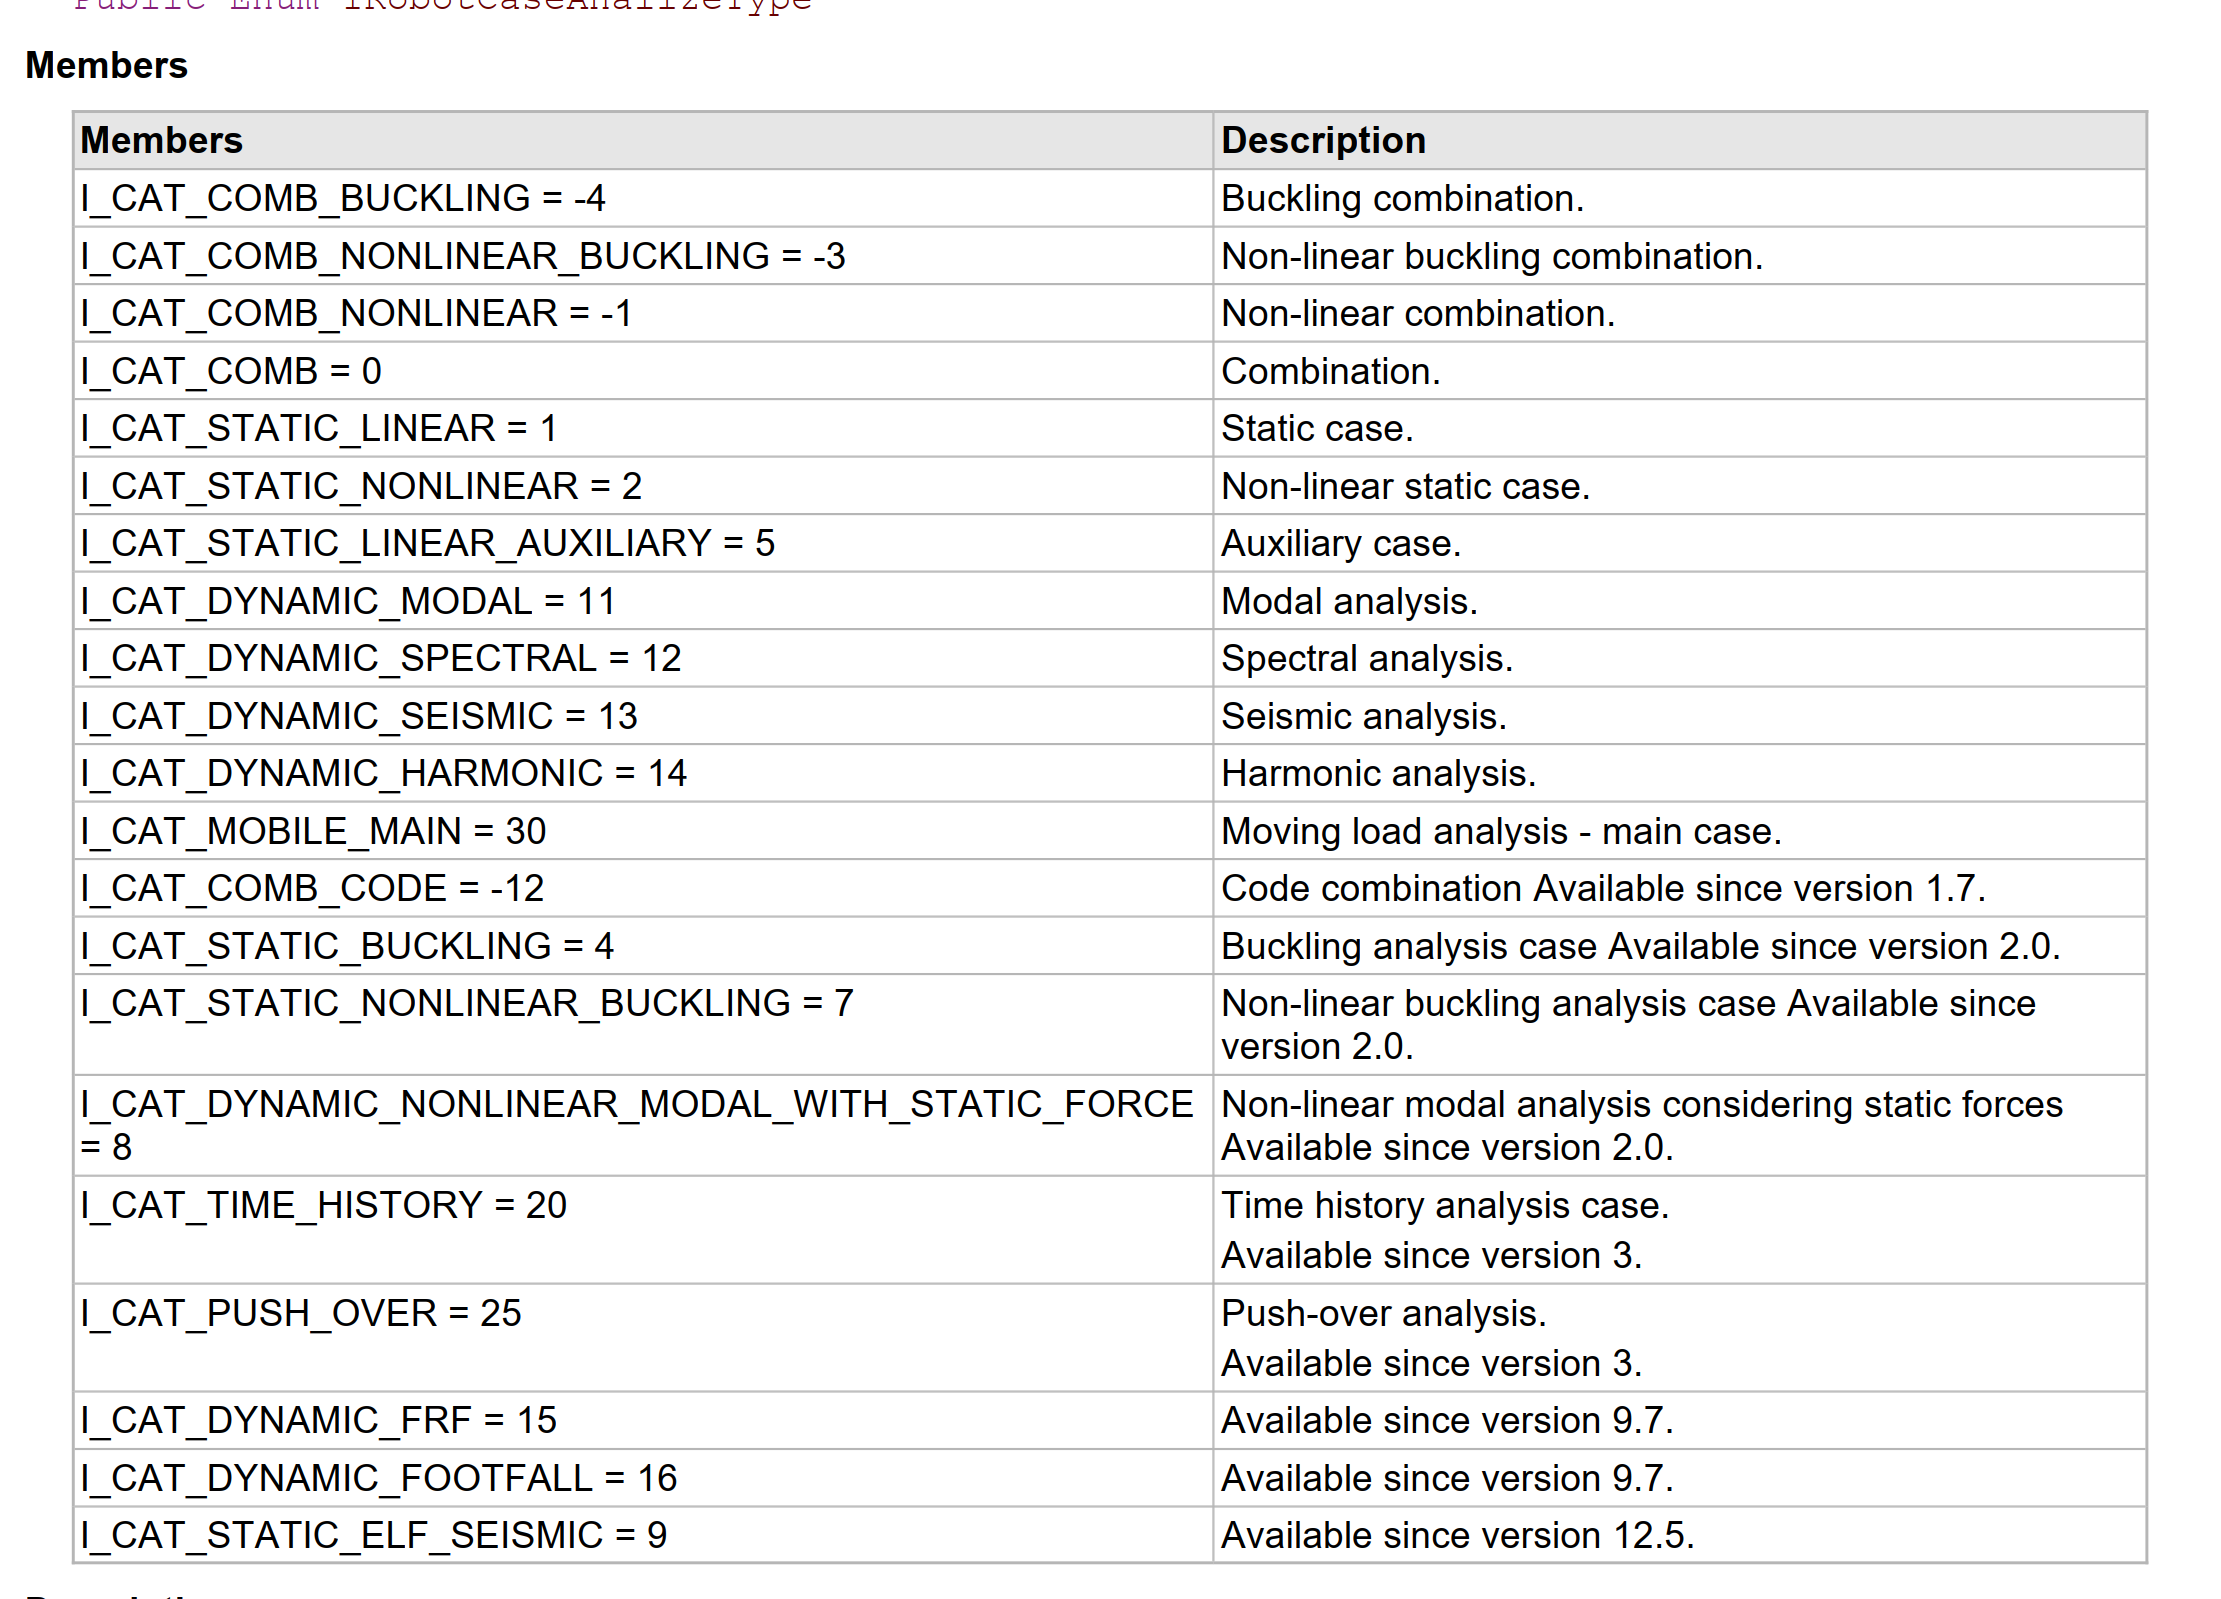 Public Enum IRobotCaseAnalizeType
Members
Members Description
I_CAT_COMB_BUCKLING = -4 Buckling combination.
I_CAT_COMB_NONLINEAR_BUCKLING = -3 Non-linear buckling combination.
I_CAT_COMB_NONLINEAR = -1 Non-linear combination.
I_CAT_COMB = 0 Combination.
I_CAT_STATIC_LINEAR = 1 Static case.
I_CAT_STATIC_NONLINEAR = 2 Non-linear static case.
I_CAT_STATIC_LINEAR_AUXILIARY = 5 Auxiliary case.
I_CAT_DYNAMIC_MODAL = 11 Modal analysis.
I_CAT_DYNAMIC_SPECTRAL = 12 Spectral analysis.
I_CAT_DYNAMIC_SEISMIC = 13 Seismic analysis.
I_CAT_DYNAMIC_HARMONIC = 14 Harmonic analysis.
I_CAT_MOBILE_MAIN = 30 Moving load analysis - main case.
I_CAT_COMB_CODE = -12 Code combination Available since version 1.7.
I_CAT_STATIC_BUCKLING = 4 Buckling analysis case Available since version 2.0.
I_CAT_STATIC_NONLINEAR_BUCKLING = 7 Non-linear buckling analysis case Available since
version 2.0.
I_CAT_DYNAMIC_NONLINEAR_MODAL_WITH_STATIC_FORCE Non-linear modal analysis considering static forces
= 8 Available since version 2.0.
I_CAT_TIME_HISTORY = 20 Time history analysis case.
Available since version 3.
I_CAT_PUSH_OVER = 25 Push-over analysis.
Available since version 3.
I_CAT_DYNAMIC_FRF = 15 Available since version 9.7.
I_CAT_DYNAMIC_FOOTFALL = 16 Available since version 9.7.
I_CAT_STATIC_ELF_SEISMIC = 9 Available since version 12.5.